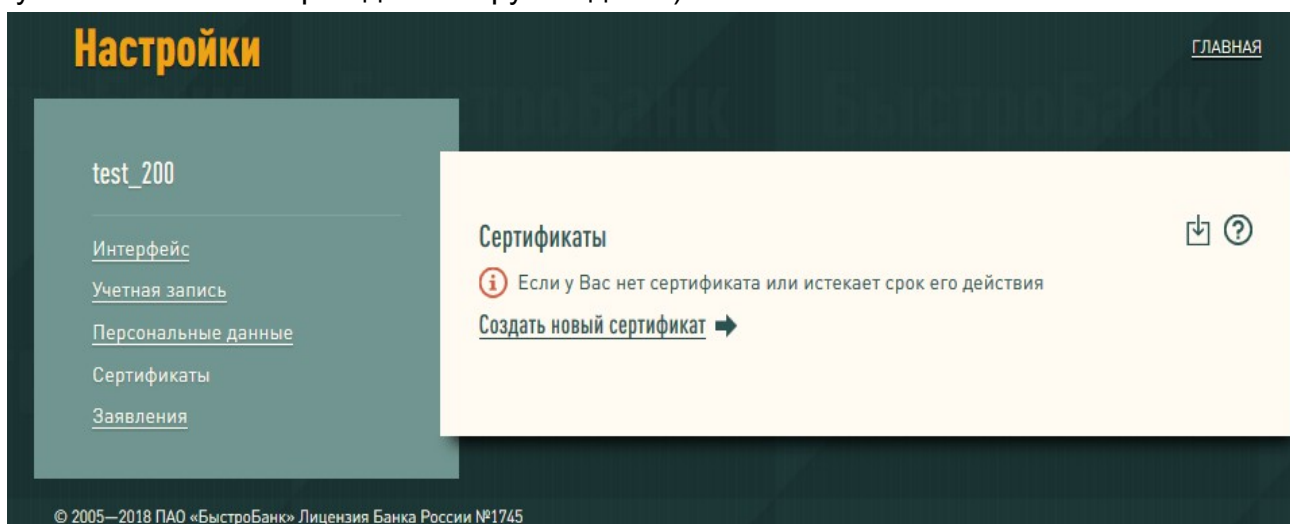 Настройки
ГЛАВНАЯ
test_200
Интерфейс
Учетная запись
Персональные данные
Сертификаты
Заявления
Сертификаты
Если у Вас нет сертификата или истекает срок его действия
Создать новый сертификат
© 2005—2018 ПАО «БыстроБанк» Лицензия Банка России №1745